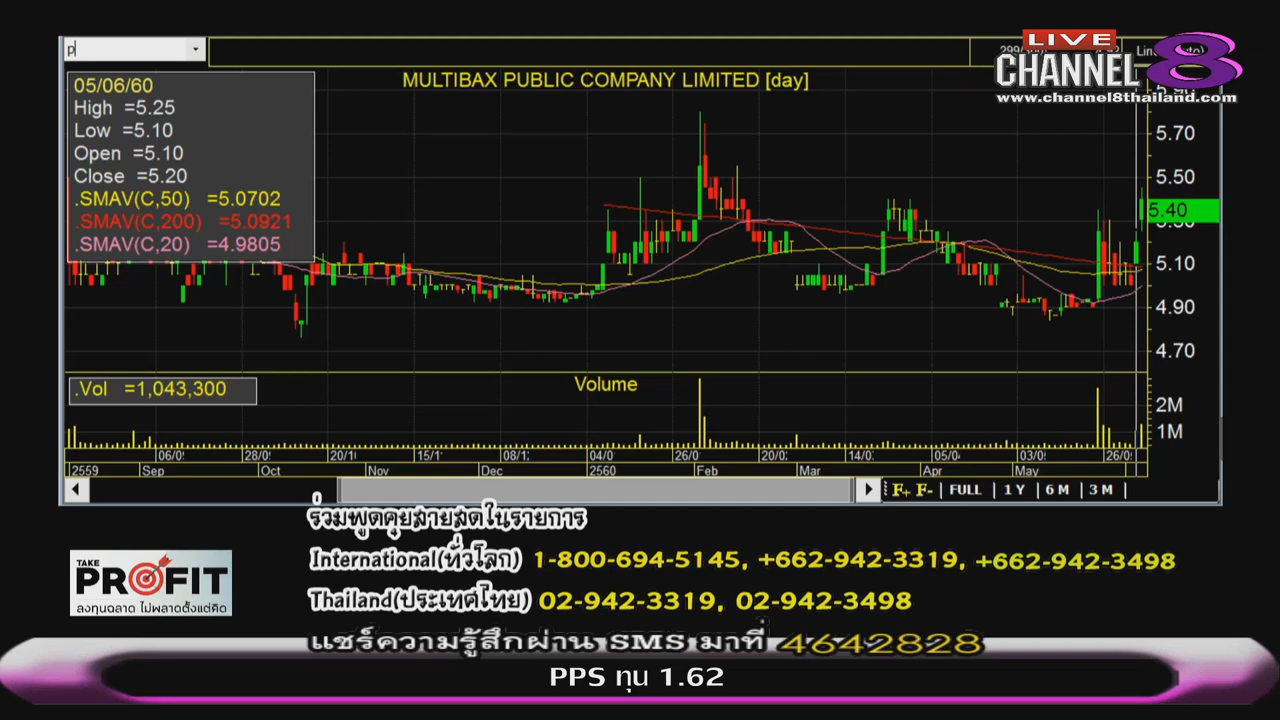 p
LIVE
CHANNEL 8
www.channel8thailand.com
MULTIBAX PUBLIC COMPANY LIMITED [day]
05/06/60
High =5.25
Low =5.10
Open =5.10
Close =5.20
.SMAV(C,50) =5.0702
.SMAV(C,200) =5.0921
.SMAV(C,20) =4.9805
5.70
5.50
5.40
5.10
4.90
4.70
.Vol =1,043,300
Volume
2M
1M
2559 Sep Oct Nov Dec 2560 Feb Mar Apr May
F+ F- FULL 1 Y 6 M 3 M
ร่วมพูดคุยสายสดในรายการ
International(ทั่วโลก) 1-800-694-5145, +662-942-3319, +662-942-3498
TAKE
PROFIT
ลงทุนฉลาด ไม่พลาดตั้งแต่คิด
Thailand(ประเทศไทย) 02-942-3319, 02-942-3498
แชร์ความรู้สึกผ่าน SMS มาที่ 4642828
PPS ทุน 1.62